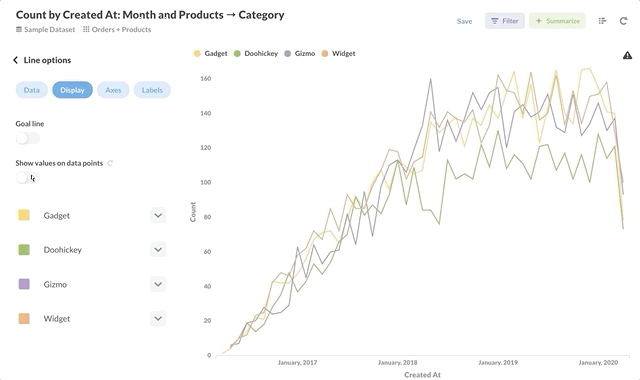 Count by Created At: Month and Products → Category
Sample Dataset
Orders + Products
Save
Filter
Summarize
Line options
Data
Display
Axes
Labels
Goal line
Show values on data points
Gadget
Doohickey
Gizmo
Widget
Gadget
Doohickey
Gizmo
Widget
Count
160
140
120
100
80
60
40
20
0
January, 2017
January, 2018
January, 2019
January, 2020
Created At